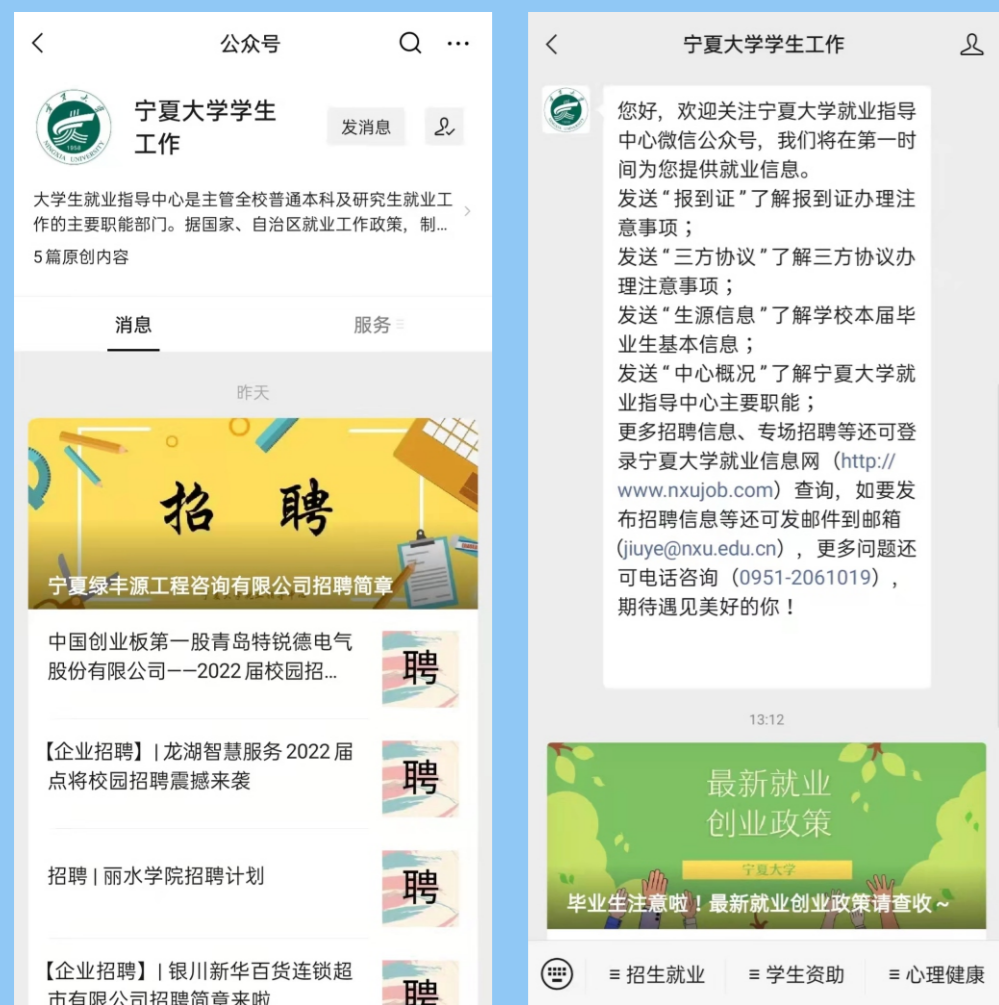 公众号
宁夏大学学生
工作
发消息
大学生就业指导中心是主管全校普通本科及研究生就业工
作的主要职能部门。据国家、自治区就业工作政策，制...
5篇原创内容
消息
服务
昨天
招 聘
宁夏绿丰源工程咨询有限公司招聘简章
中国创业板第一股青岛特锐德电气
股份有限公司——2022届校园招...
聘
【企业招聘】| 龙湖智慧服务 2022 届
点将校园招聘震撼来袭
聘
招聘 | 丽水学院招聘计划
聘
【企业招聘】| 银川新华百货连锁超
市有限公司招聘简章来啦
聘
宁夏大学学生工作
您好，欢迎关注宁夏大学就业指导
中心微信公众号，我们将在第一时
间为您提供就业信息。
发送“报到证”了解报到证办理注
意事项；
发送“三方协议”了解三方协议办
理注意事项；
发送“生源信息”了解学校本届毕
业生基本信息；
发送“中心概况”了解宁夏大学就
业指导中心主要职能；
更多招聘信息、专场招聘等还可登
录宁夏大学就业信息网（http://
www.nxujob.com）查询，如要发
布招聘信息等还可发邮件到邮箱
（jiuye@nxu.edu.cn），更多问题还
可电话咨询（0951-2061019），
期待遇见美好的你！
13:12
最新就业
创业政策
宁夏大学
毕业生注意啦！最新就业创业政策请查收~
招生就业
学生资助
心理健康